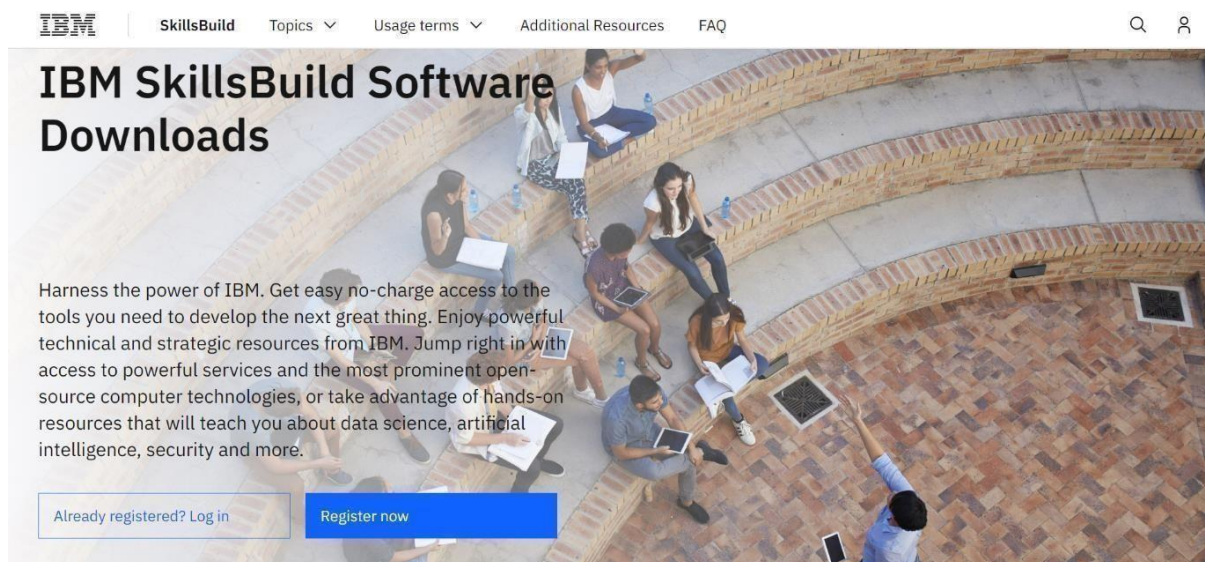 IBM
SkillsBuild
Topics
Usage terms
Additional Resources
FAQ
IBM SkillsBuild Software
Downloads
Harness the power of IBM. Get easy no-charge access to the
tools you need to develop the next great thing. Enjoy powerful
technical and strategic resources from IBM. Jump right in with
access to powerful services and the most prominent open-
source computer technologies, or take advantage of hands-on
resources that will teach you about data science, artificial
intelligence, security and more.
Already registered? Log in
Register now